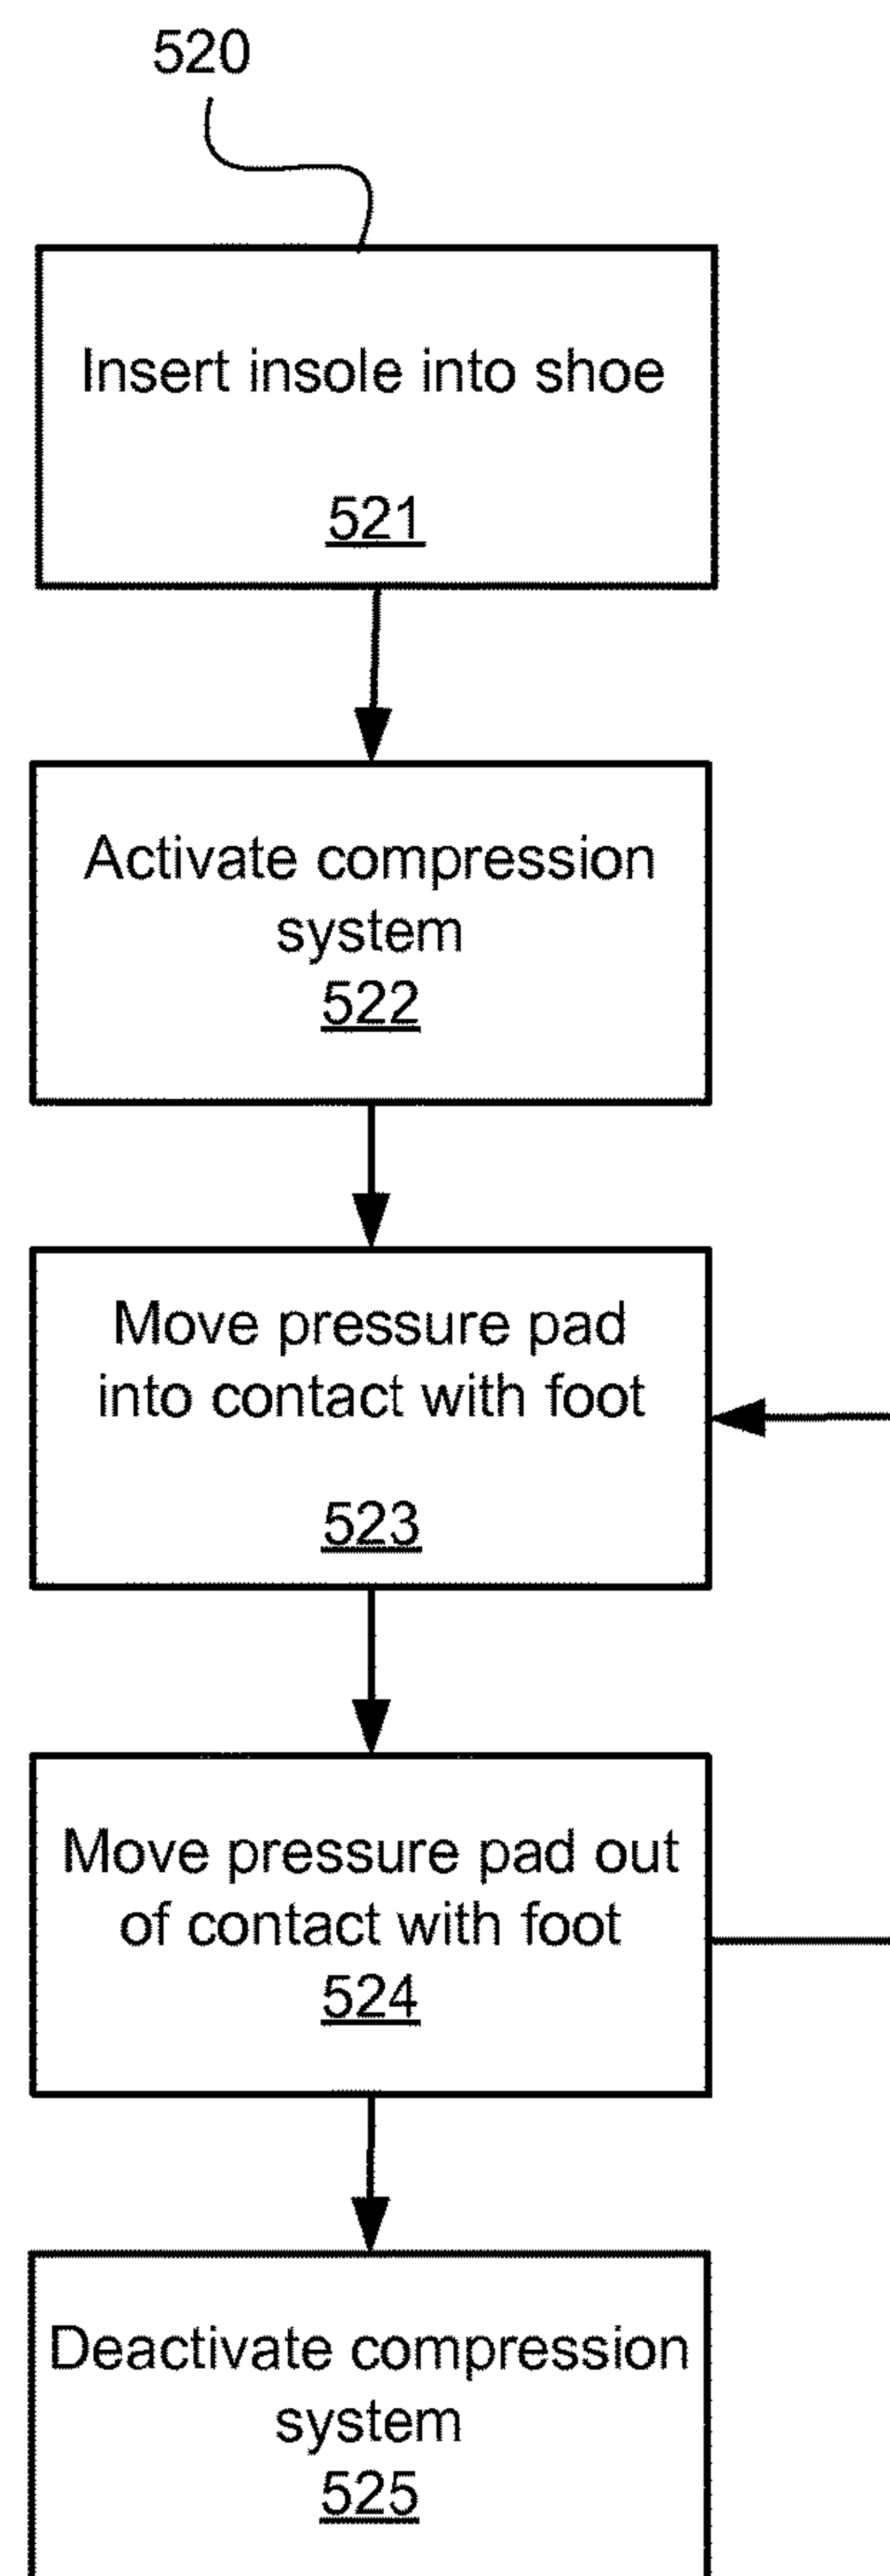 520
Insert insole into shoe
521
Activate compression
system
522
Move pressure pad
into contact with foot
523
Move pressure pad out
of contact with foot
524
Deactivate compression
system
525